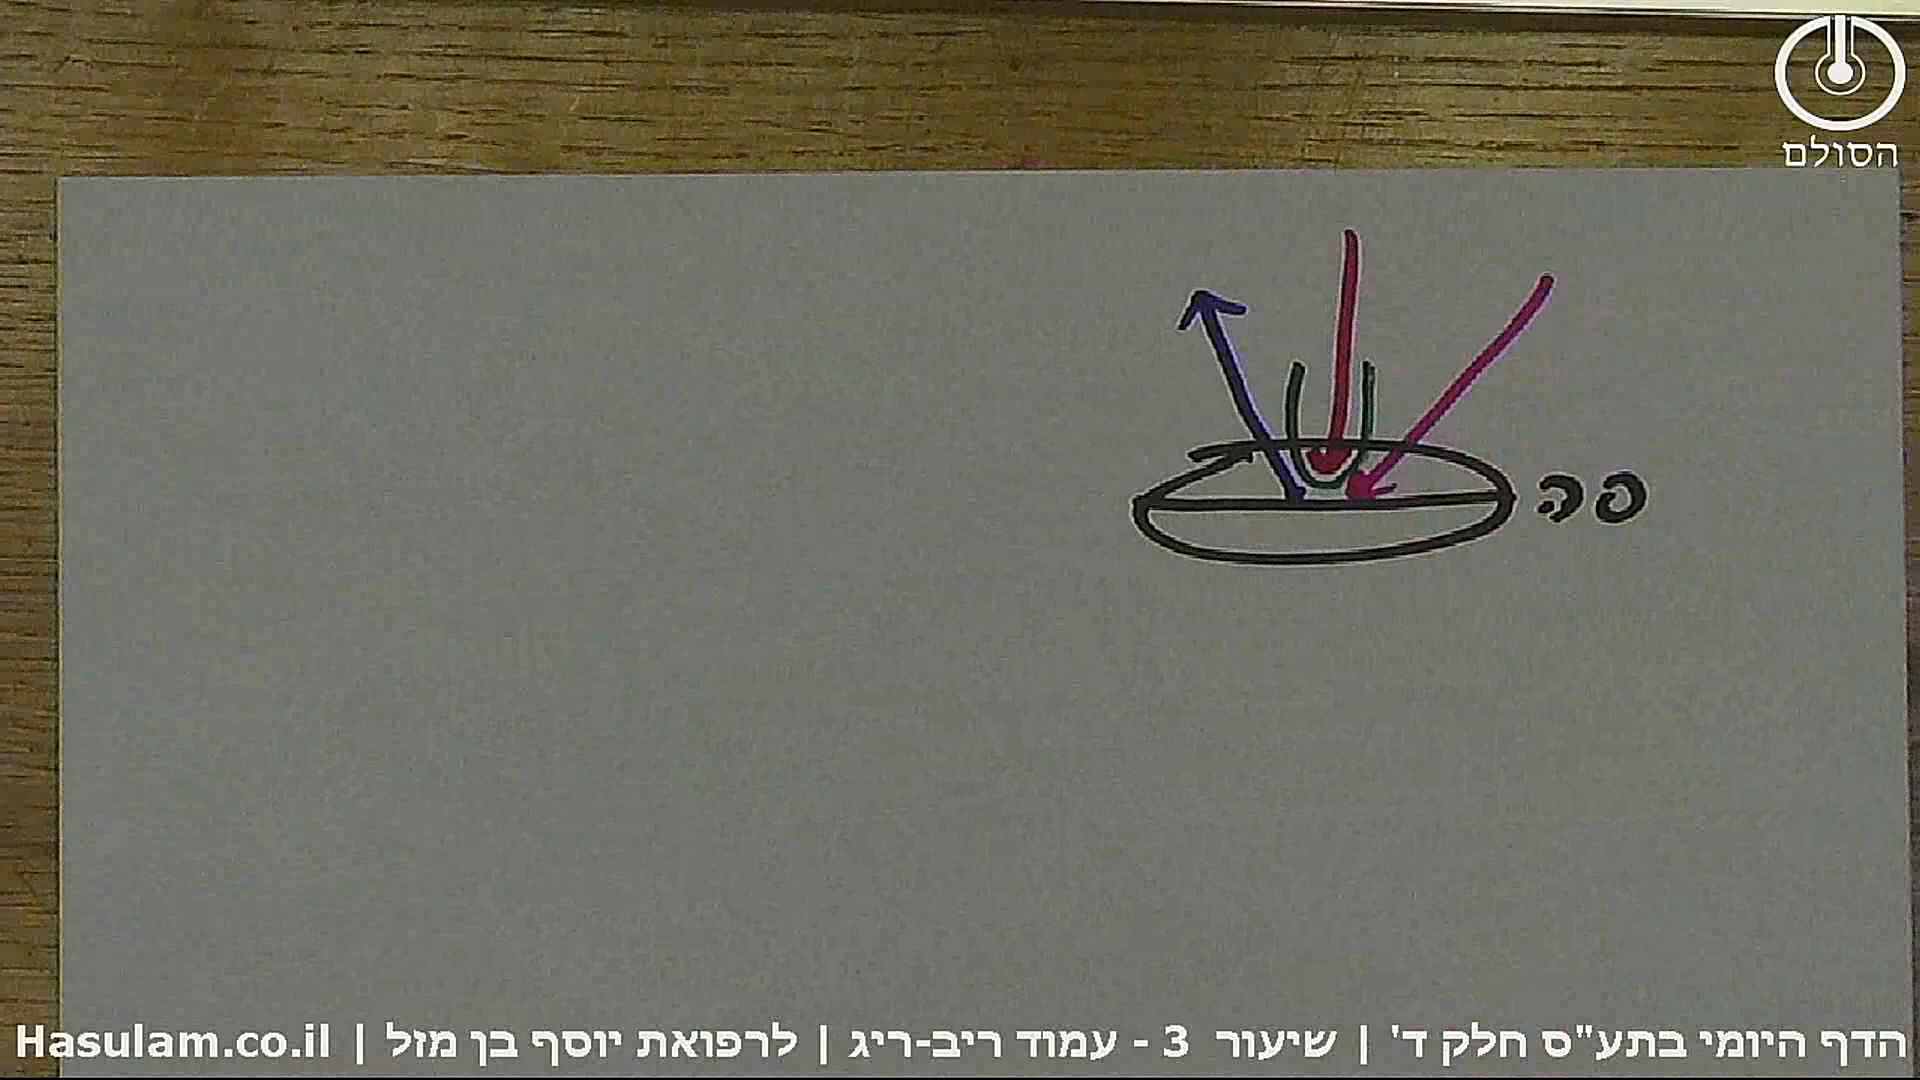 הסולם
פה
הדף היומי בתע"ס חלק ד' | שיעור 3 - עמוד ריב-ריג | לרפואת יוסף בן מזל | Hasulam.co.il